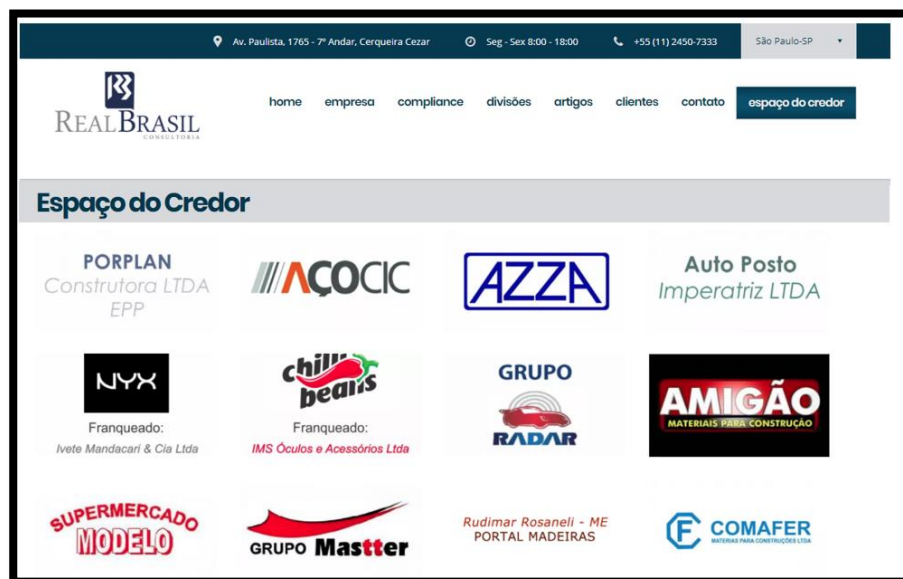 Av. Paulista, 1765 - 7º Andar, Cerqueira Cezar Seg - Sex 8:00 - 18:00 +55 (11) 2450-7333 São Paulo-SP
REALBRASIL
CONSULTORIA
home empresa compliance divisões artigos clientes contato espaço do credor
Espaço do Credor
PORPLAN
Construtora LTDA
EPP
AÇOCIC
AZZA
Auto Posto
Imperatriz LTDA
NYX
Franqueado:
Ivete Mandacari & Cia Ltda
chilli
beans
Franqueado:
IMS Óculos e Acessórios Ltda
GRUPO
RADAR
AMIGÃO
MATERIAIS PARA CONSTRUÇÃO
SUPERMERCADO
MODELO
GRUPO Mastter
Rudimar Rosaneli - ME
PORTAL MADEIRAS
CF COMAFER
MATERIAS PARA CONSTRUÇÕES LTDA